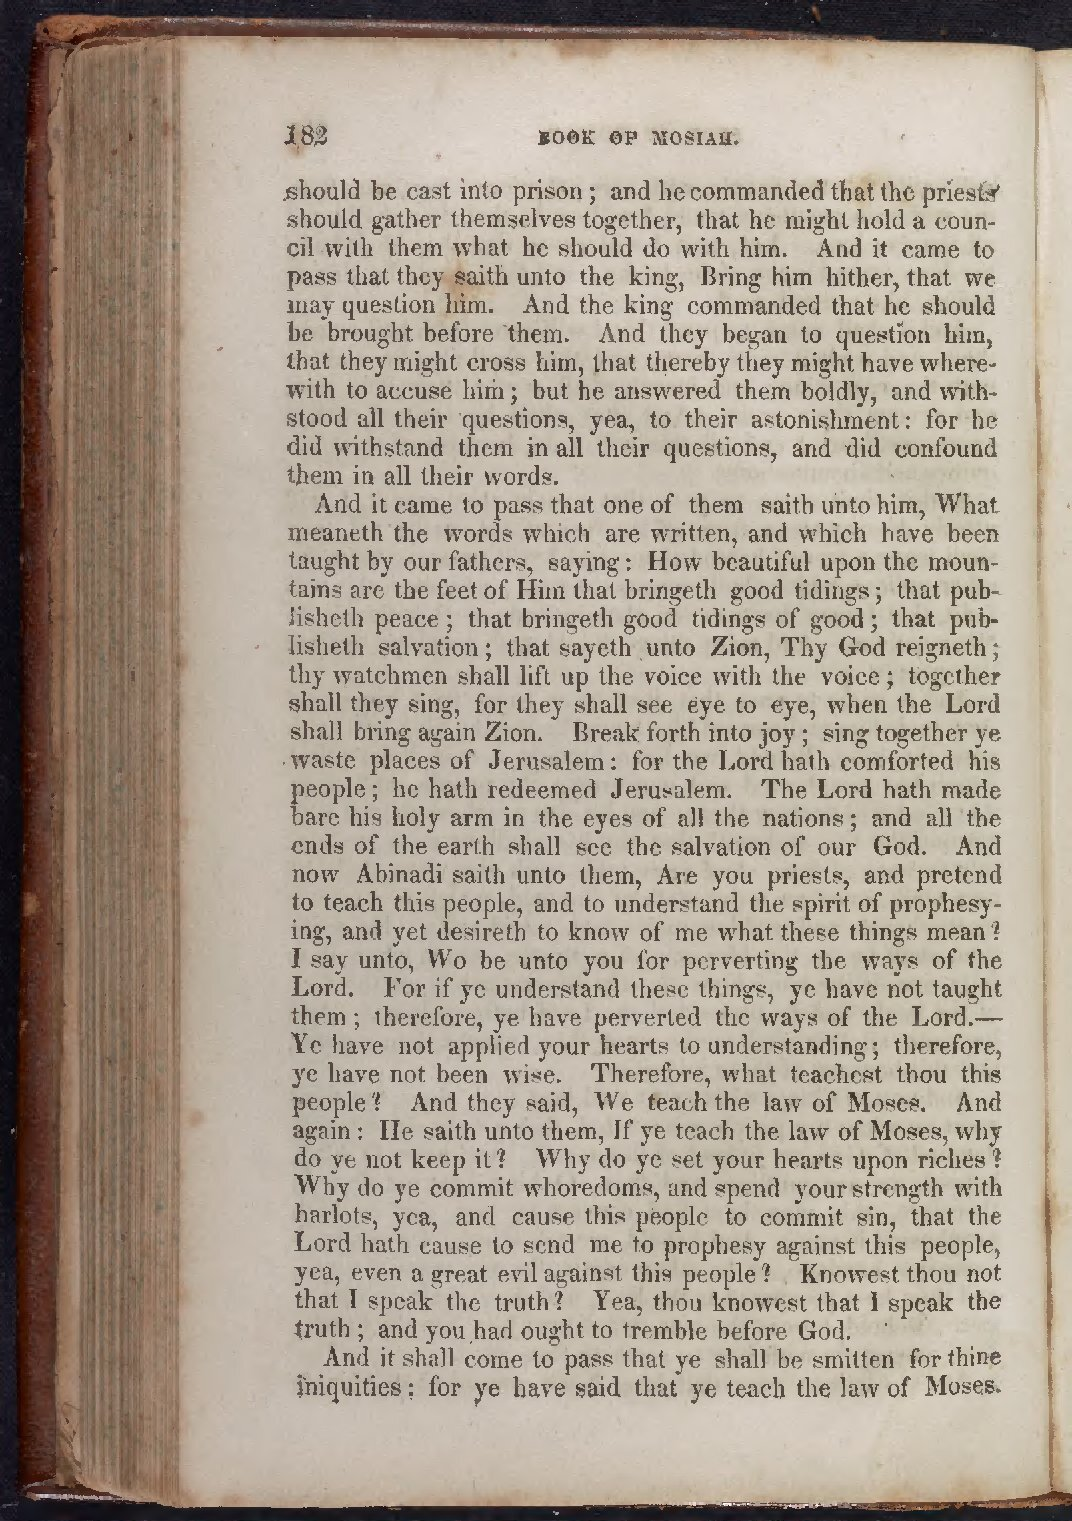 182 BOOK OF MOSIAH.
should be cast into prison; and he commanded that the priests
should gather themselves together, that he might hold a coun-
cil with them what he should do with him. And it came to
pass that they saith unto the king, Bring him hither, that we
may question him. And the king commanded that he should
be brought before them. And they began to question him,
that they might cross him, that thereby they might have where-
with to accuse him; but he answered them boldly, and with-
stood all their questions, yea, to their astonishment: for he
did withstand them in all their questions, and did confound
them in all their words.
And it came to pass that one of them saith unto him, What
meaneth the words which are written, and which have been
taught by our fathers, saying: How beautiful upon the moun-
tains are the feet of Him that bringeth good tidings; that pub-
lisheth peace; that bringeth good tidings of good; that pub-
lisheth salvation; that sayeth unto Zion, Thy God reigneth;
thy watchmen shall lift up the voice with the voice; together
shall they sing, for they shall see eye to eye, when the Lord
shall bring again Zion. Break forth into joy; sing together ye
waste places of Jerusalem: for the Lord hath comforted his
people; he hath redeemed Jerusalem. The Lord hath made
bare his holy arm in the eyes of all the nations; and all the
ends of the earth shall see the salvation of our God. And
now Abinadi saith unto them, Are you priests, and pretend
to teach this people, and to understand the spirit of prophesy-
ing, and yet desireth to know of me what these things mean?
I say unto, Wo be unto you for perverting the ways of the
Lord. For if ye understand these things, ye have not taught
them; therefore, ye have perverted the ways of the Lord.—
Ye have not applied your hearts to understanding; therefore,
ye have not been wise. Therefore, what teachest thou this
people? And they said, We teach the law of Moses. And
again: He saith unto them, If ye teach the law of Moses, why
do ye not keep it? Why do ye set your hearts upon riches?
Why do ye commit whoredoms, and spend your strength with
harlots, yea, and cause this people to commit sin, that the
Lord hath cause to send me to prophesy against this people,
yea, even a great evil against this people? Knowest thou not
that I speak the truth? Yea, thou knowest that I speak the
truth; and you had ought to tremble before God.
And it shall come to pass that ye shall be smitten for thine
iniquities: for ye have said that ye teach the law of Moses.